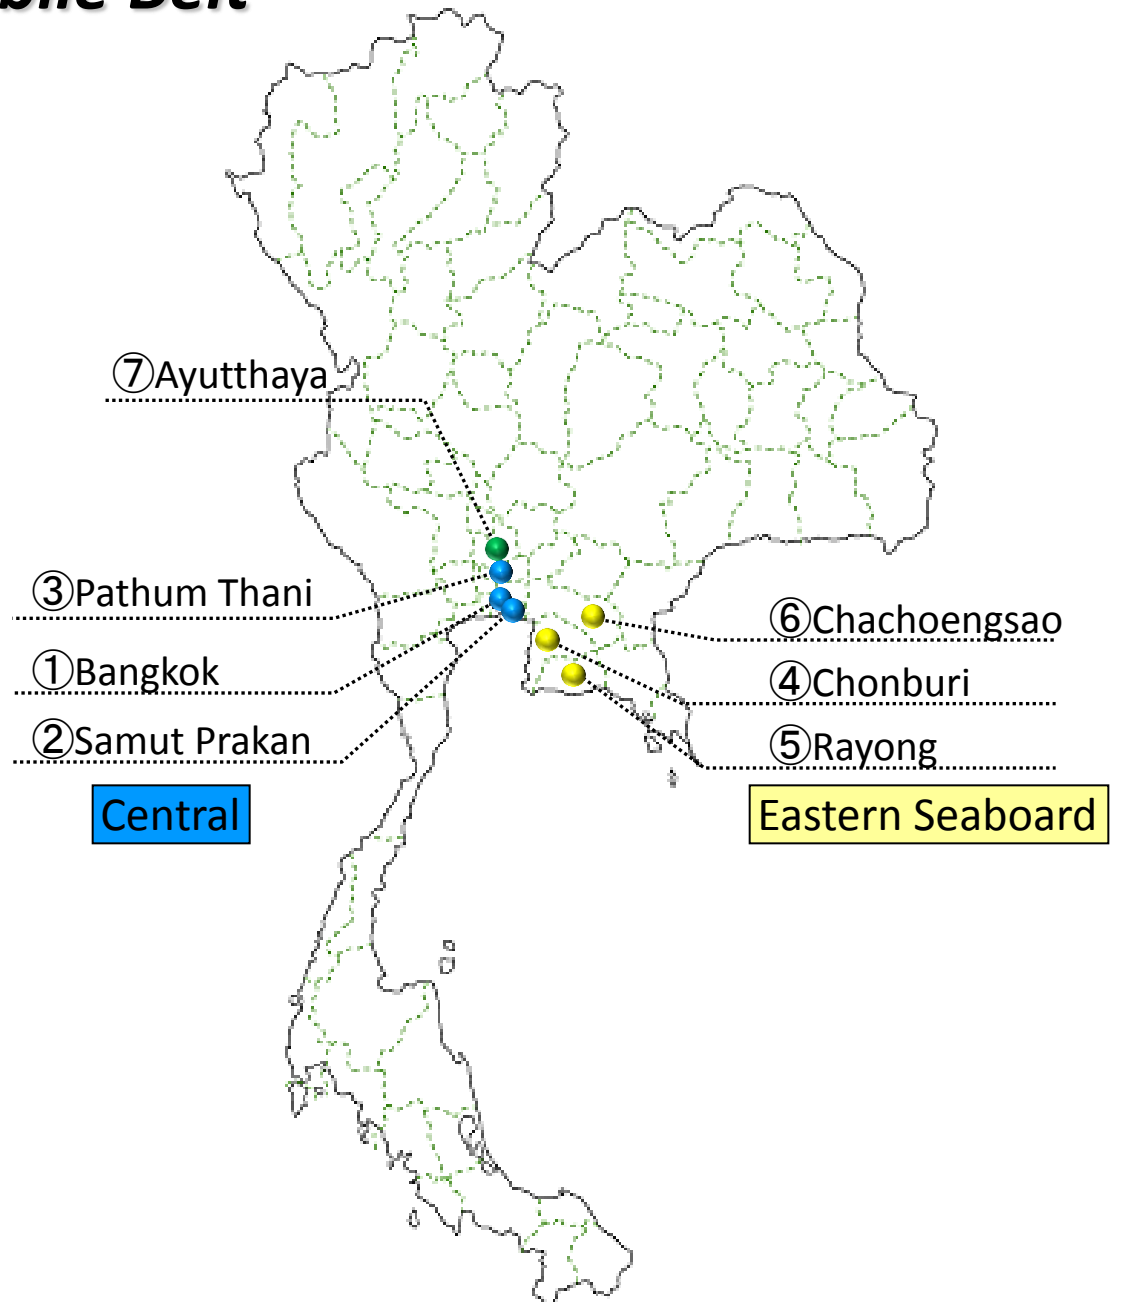 ⑦Ayutthaya
③Pathum Thani
①Bangkok
②Samut Prakan
Central
⑥Chachoengsao
④Chonburi
⑤Rayong
Eastern Seaboard